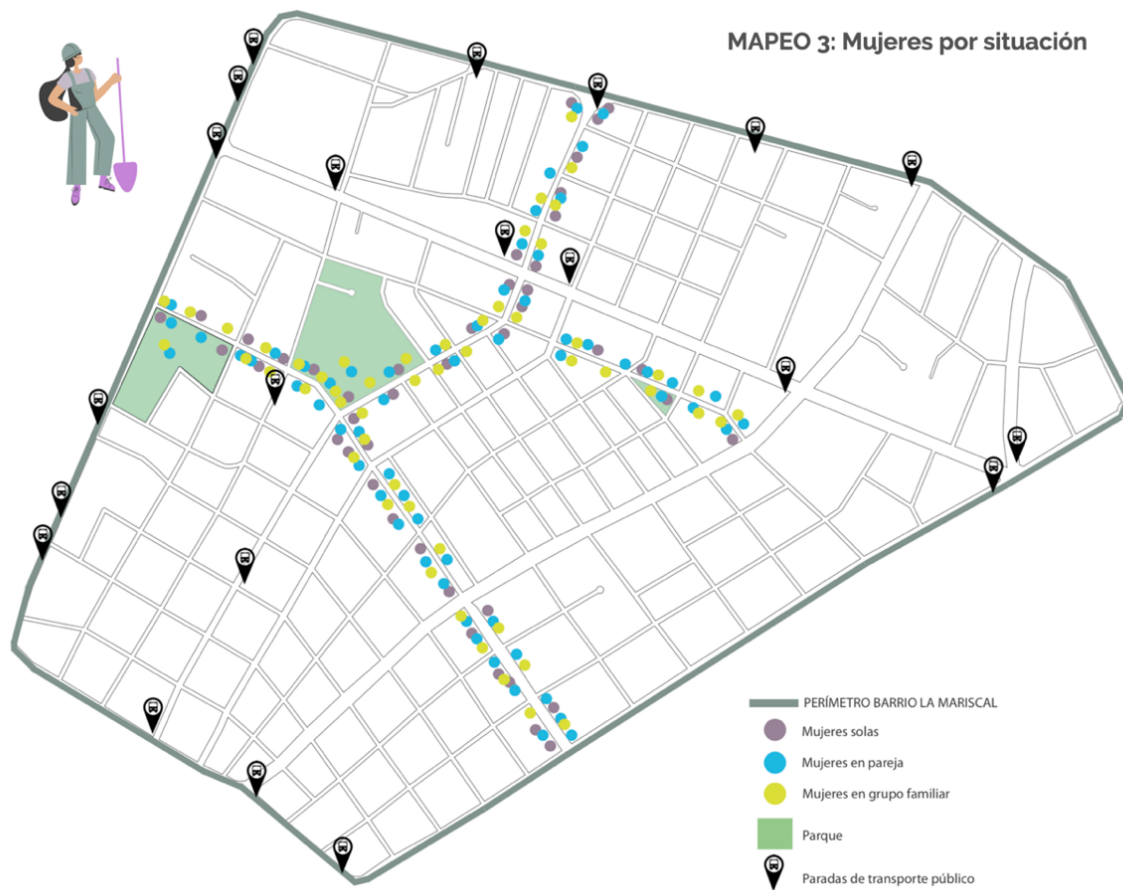 MAPEO 3: Mujeres por situación
PERÍMETRO BARRIO LA MARISCAL
Mujeres solas
Mujeres en pareja
Mujeres en grupo familiar
Parque
Paradas de transporte público